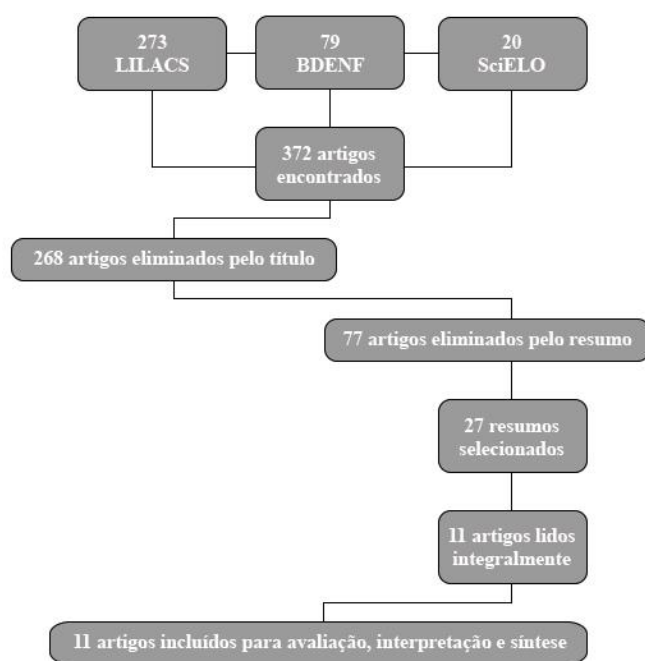 273
LILACS
79
BDENF
20
SciELO
372 artigos
encontrados
268 artigos eliminados pelo título
77 artigos eliminados pelo resumo
27 resumos
selecionados
11 artigos lidos
integralmente
11 artigos incluídos para avaliação, interpretação e síntese